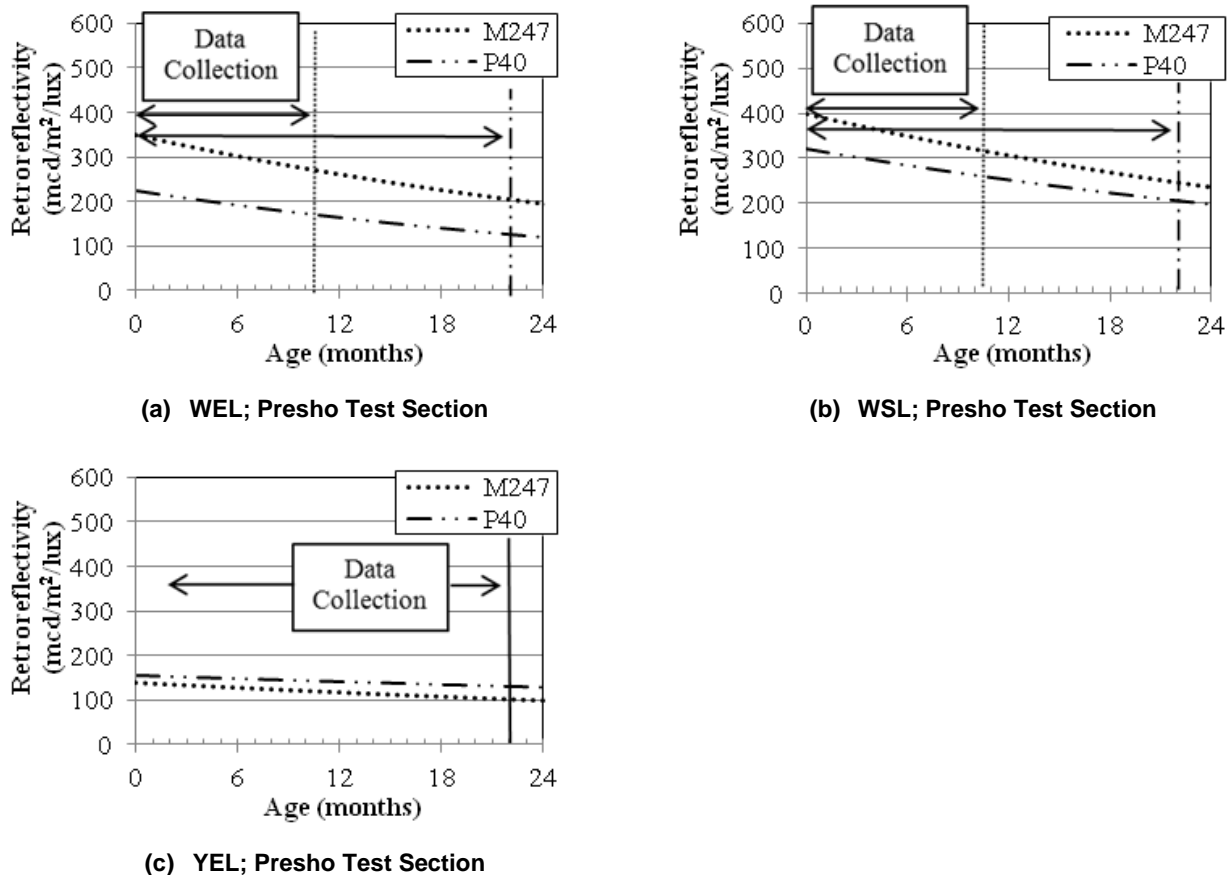 600
500
400
300
200
100
0
Retroreflectivity
(mcd/m²/lux)
Data
Collection
M247
P40
0 6 12 18 24
Age (months)
(a) WEL; Presho Test Section
600
500
400
300
200
100
0
Retroreflectivity
(mcd/m²/lux)
Data
Collection
M247
P40
0 6 12 18 24
Age (months)
(b) WSL; Presho Test Section
600
500
400
300
200
100
0
Retroreflectivity
(mcd/m²/lux)
M247
P40
Data
Collection
0 6 12 18 24
Age (months)
(c) YEL; Presho Test Section